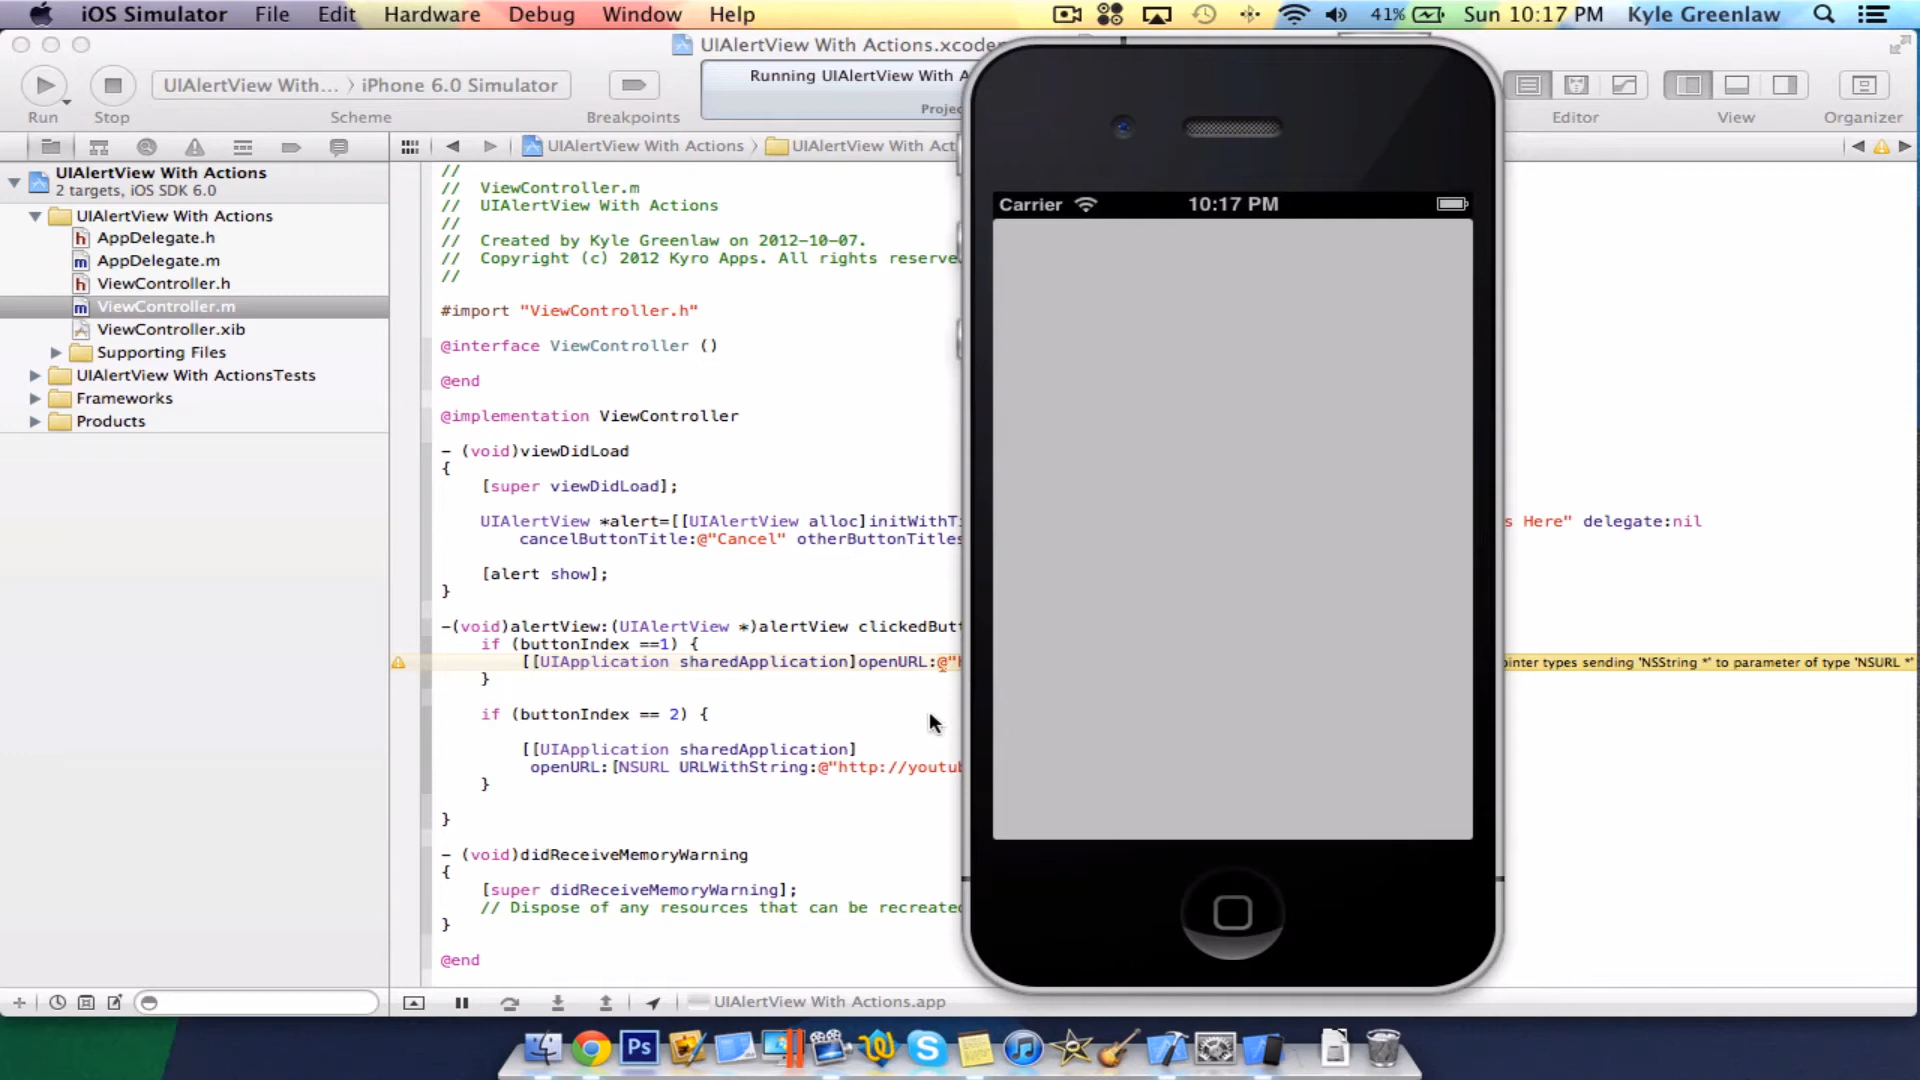 iOS Simulator File Edit Hardware Debug Window Help 41% Sun 10:17 PM Kyle Greenlaw
UIAlertView With Actions.xcode
UIAlertView With... iPhone 6.0 Simulator
Running UIAlertView With A
Run Stop Scheme Breakpoints Editor View Organizer
UIAlertView With Actions UIAlertView With Act
UIAlertView With Actions
2 targets, iOS SDK 6.0
UIAlertView With Actions
h AppDelegate.h
m AppDelegate.m
h ViewController.h
m ViewController.m
ViewController.xib
Supporting Files
UIAlertView With ActionsTests
Frameworks
Products
//
// ViewController.m
// UIAlertView With Actions
//
// Created by Kyle Greenlaw on 2012-10-07.
// Copyright (c) 2012 Kyro Apps. All rights reserve
//
#import "ViewController.h"
@interface ViewController ()
@end
@implementation ViewController
- (void)viewDidLoad
{
[super viewDidLoad];
UIAlertView *alert=[[UIAlertView alloc]initWithTi s Here" delegate:nil
cancelButtonTitle:@"Cancel" otherButtonTitles
[alert show];
}
-(void)alertView:(UIAlertView *)alertView clickedButt
if (buttonIndex ==1) {
[[UIApplication sharedApplication]openURL:@"h inter types sending 'NSString *' to parameter of type 'NSURL *'
}
if (buttonIndex == 2) {
[[UIApplication sharedApplication]
openURL:[NSURL URLWithString:@"http://youtub
}
}
- (void)didReceiveMemoryWarning
{
[super didReceiveMemoryWarning];
// Dispose of any resources that can be recreated
}
@end
Carrier 10:17 PM
UIAlertView With Actions.app
Ps